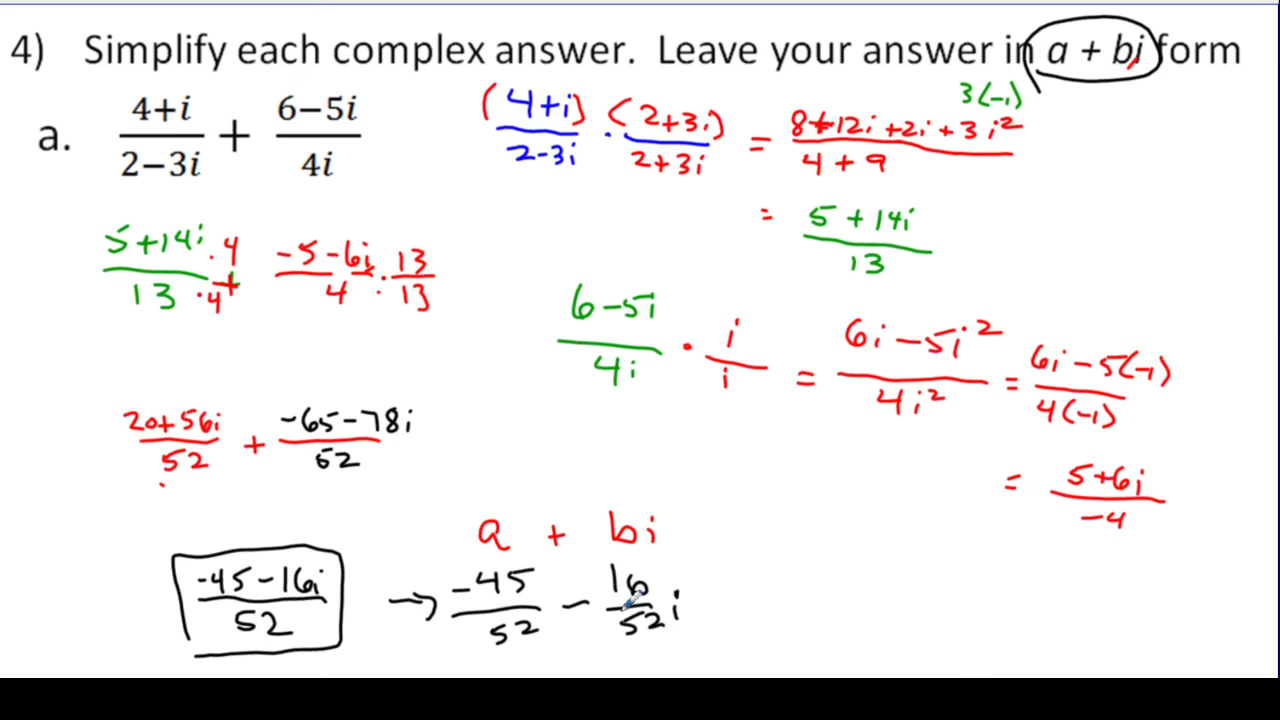 4) Simplify each complex answer. Leave your answer in a + bi form
a. (4+i)/(2−3i) + (6−5i)/(4i)
(4+i)/(2-3i) · (2+3i)/(2+3i) = (8+12i+2i+3i²)/(4+9)
3(-1)
= (5+14i)/13
(5+14i)/13 ·4/·4 + (-5-6i)/4 · 13/13
(6-5i)/(4i) · i/i = (6i-5i²)/(4i²) = (6i-5(-1))/(4(-1))
= (5+6i)/-4
(20+56i)/52 + (-65-78i)/52
a + bi
(-45-16i)/52 → -45/52 - 16/52 i